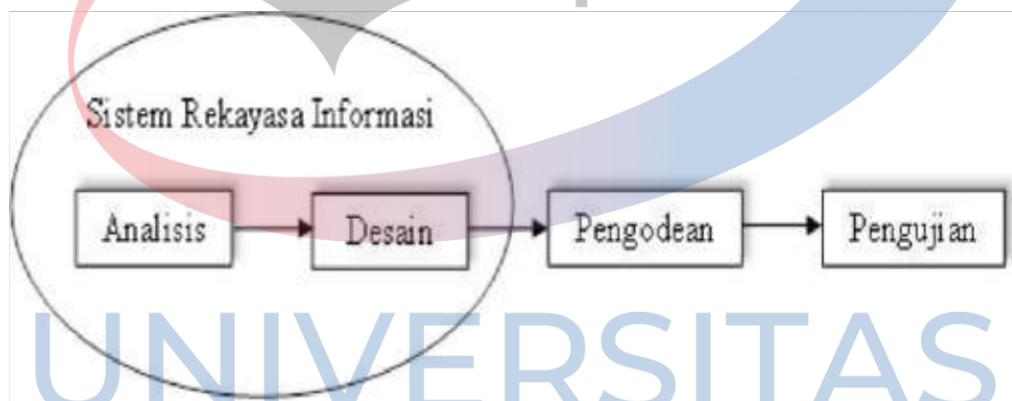 Sistem Rekayasa Informasi
Analisis
Desain
Pengodean
Pengujian
UNIVERSITAS